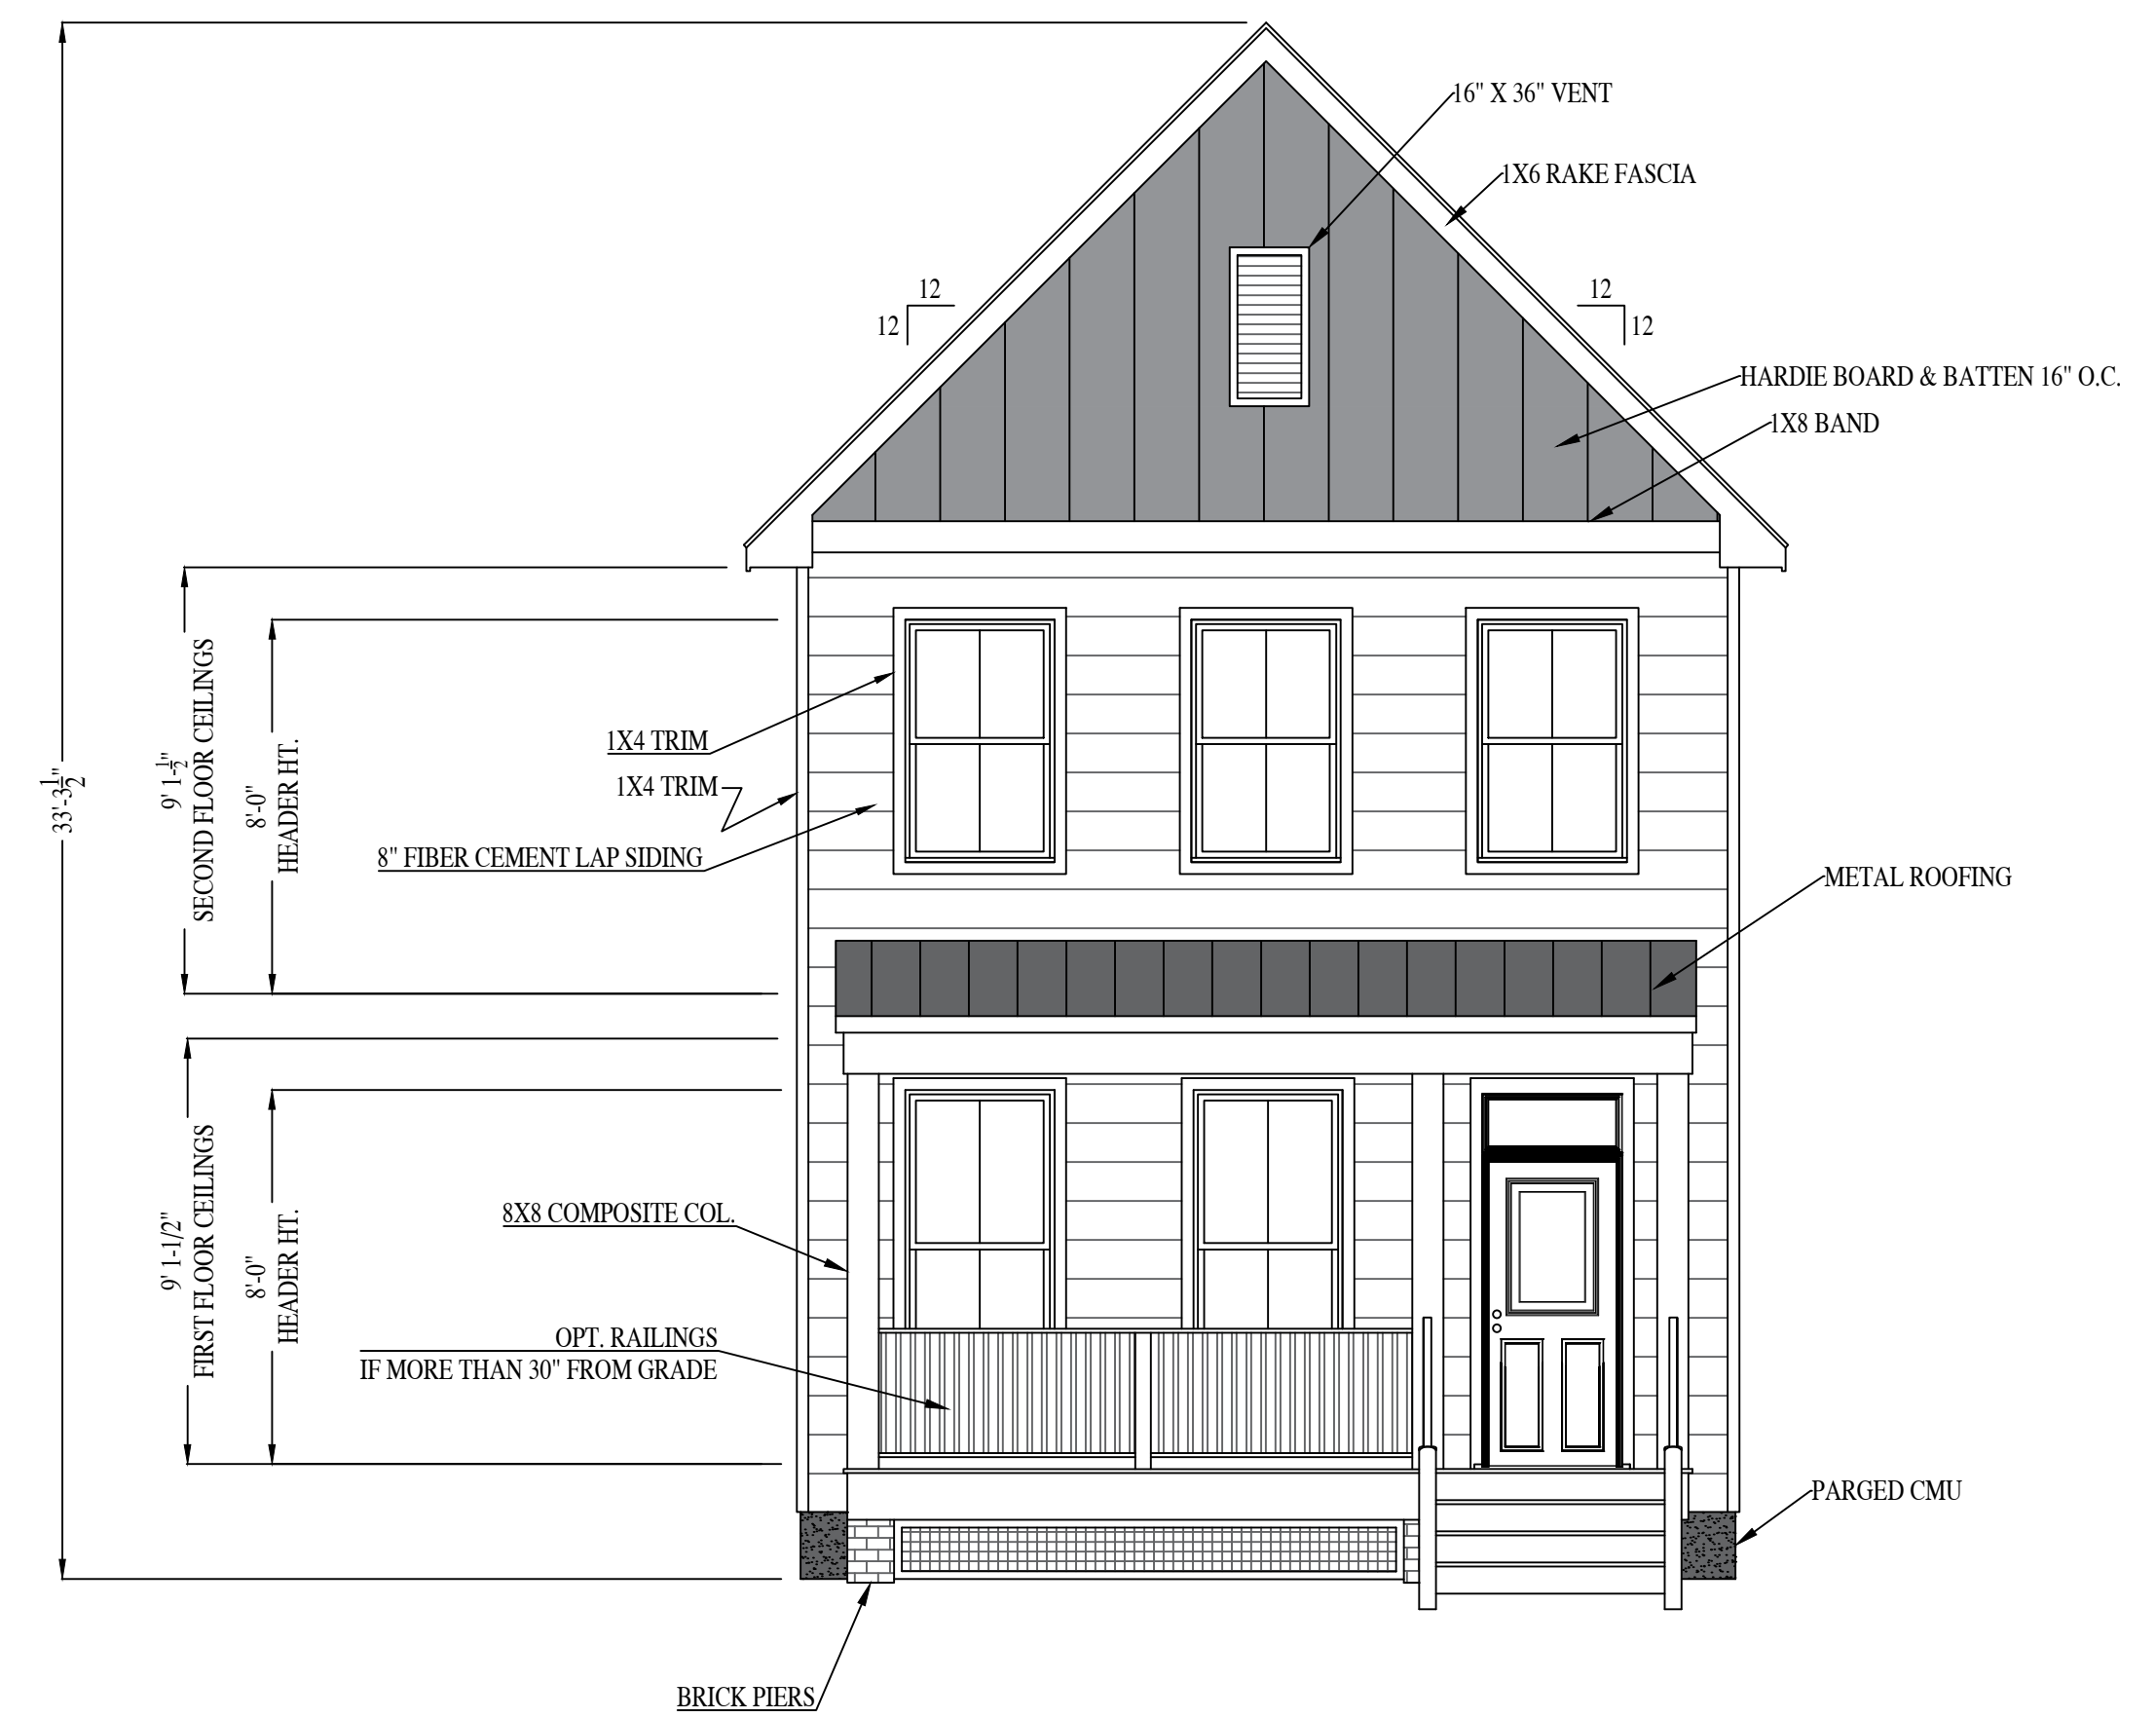 16" X 36" VENT
1X6 RAKE FASCIA
12
12
12
12
HARDIE BOARD & BATTEN 16" O.C.
1X8 BAND
33'-3 1/2"
9' 1-1/2"
SECOND FLOOR CEILINGS
8'-0"
HEADER HT.
1X4 TRIM
1X4 TRIM
8" FIBER CEMENT LAP SIDING
METAL ROOFING
9' 1-1/2"
FIRST FLOOR CEILINGS
8'-0"
HEADER HT.
8X8 COMPOSITE COL.
OPT. RAILINGS
IF MORE THAN 30" FROM GRADE
PARGED CMU
BRICK PIERS